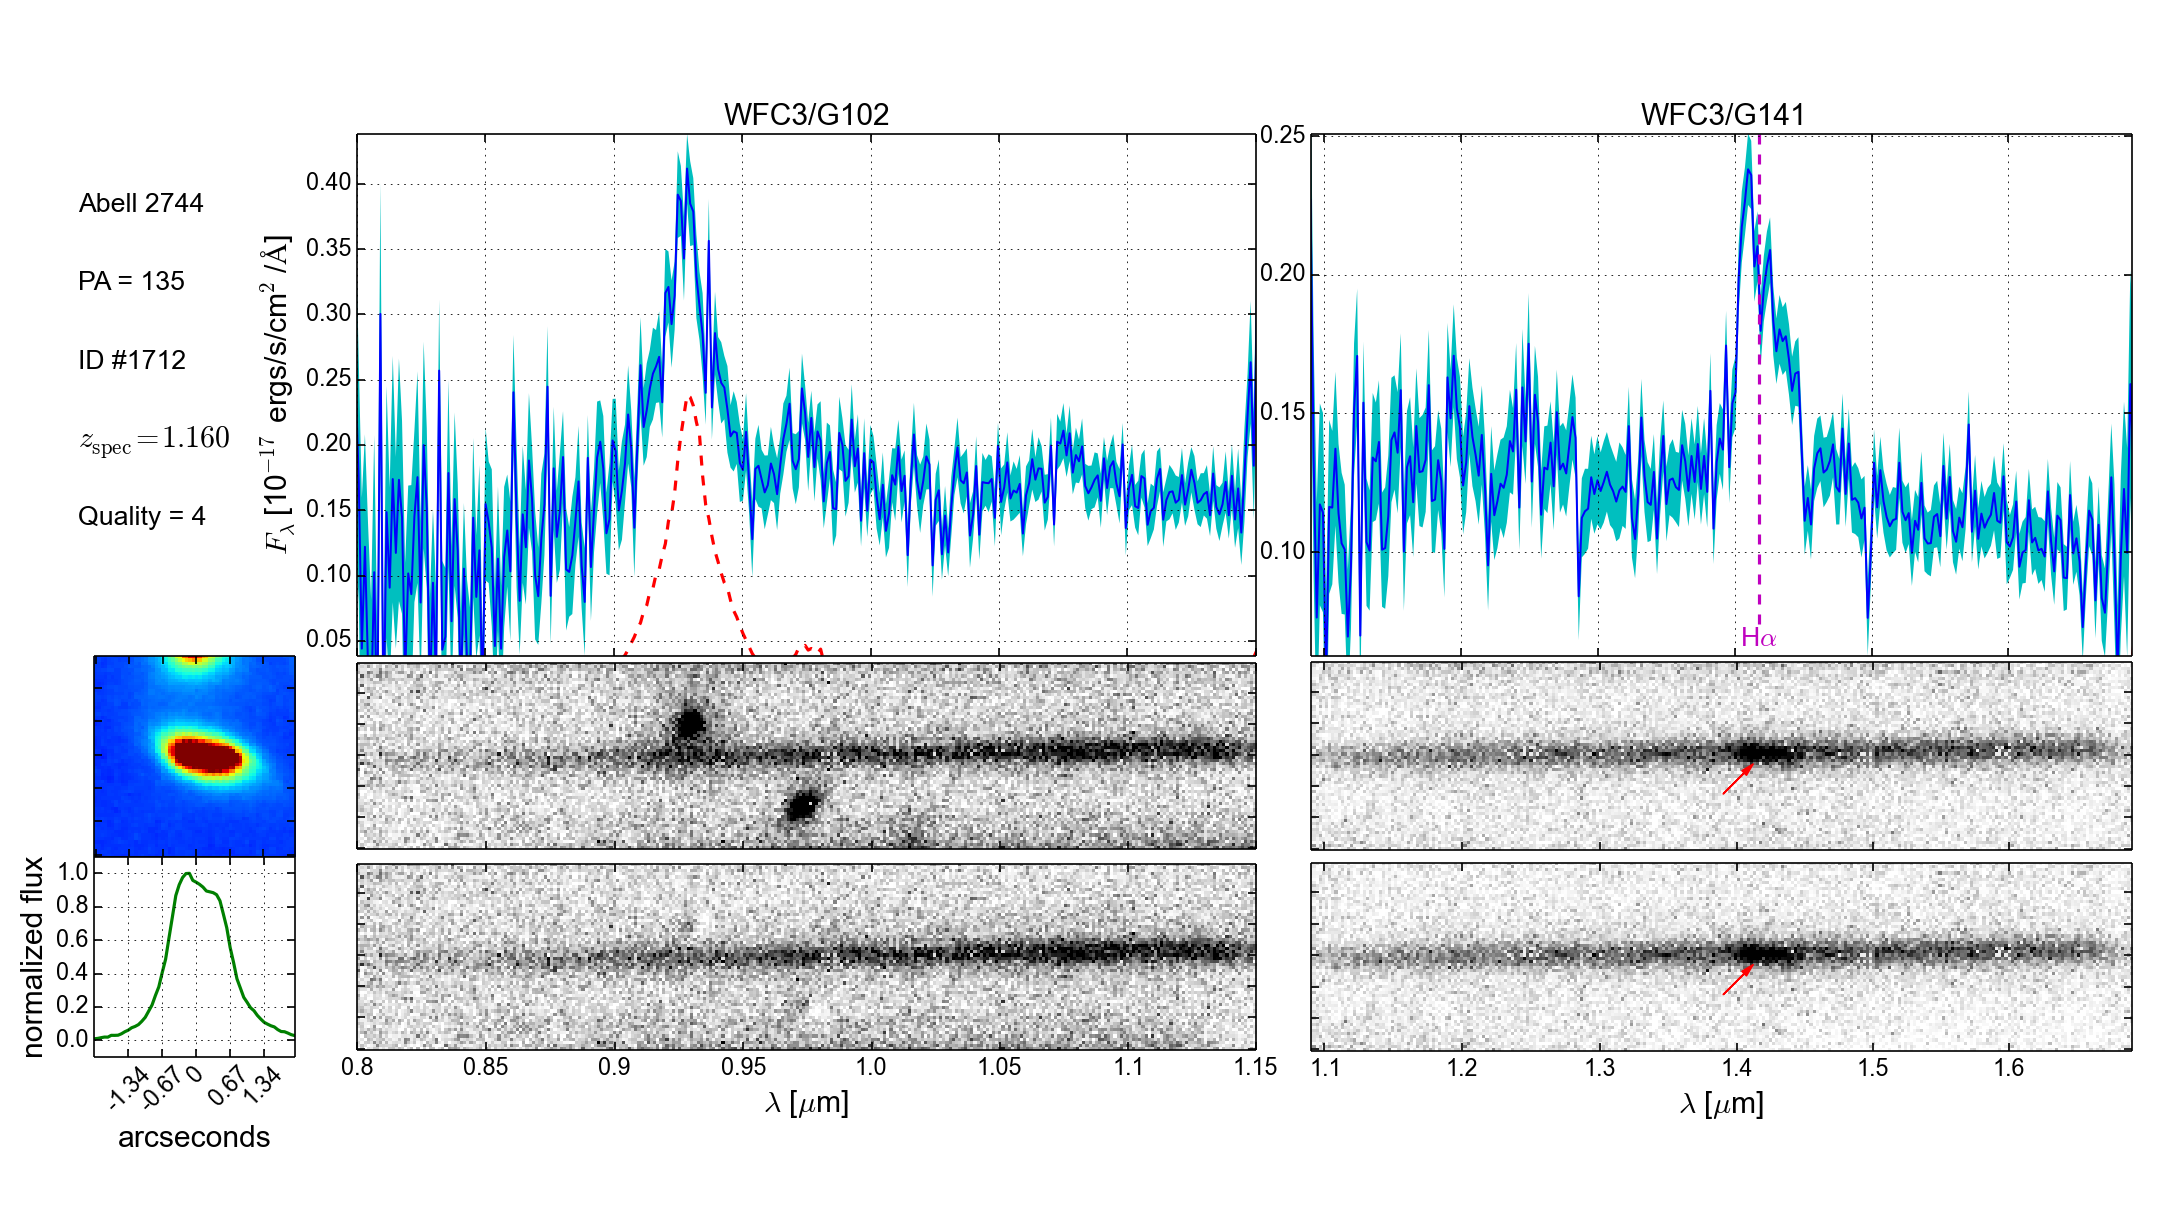 WFC3/G102
WFC3/G141
Abell 2744
PA = 135
ID #1712
z_spec = 1.160
Quality = 4
F_λ [10^−17 ergs/s/cm² /Å]
0.40
0.35
0.30
0.25
0.20
0.15
0.10
0.05
0.25
0.20
0.15
0.10
Hα
normalized flux
1.0
0.8
0.6
0.4
0.2
0.0
-1.34
-0.67
0
0.67
1.34
arcseconds
0.8
0.85
0.9
0.95
1.0
1.05
1.1
1.15
λ [μm]
1.1
1.2
1.3
1.4
1.5
1.6
λ [μm]